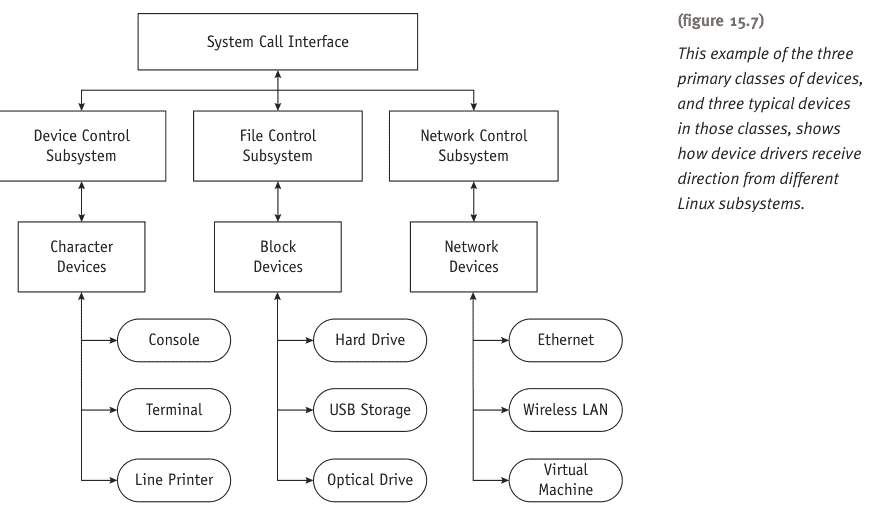 System Call Interface
Device Control
Subsystem
File Control
Subsystem
Network Control
Subsystem
Character
Devices
Block
Devices
Network
Devices
Console
Hard Drive
Ethernet
Terminal
USB Storage
Wireless LAN
Line Printer
Optical Drive
Virtual
Machine
(figure 15.7)
This example of the three
primary classes of devices,
and three typical devices
in those classes, shows
how device drivers receive
direction from different
Linux subsystems.